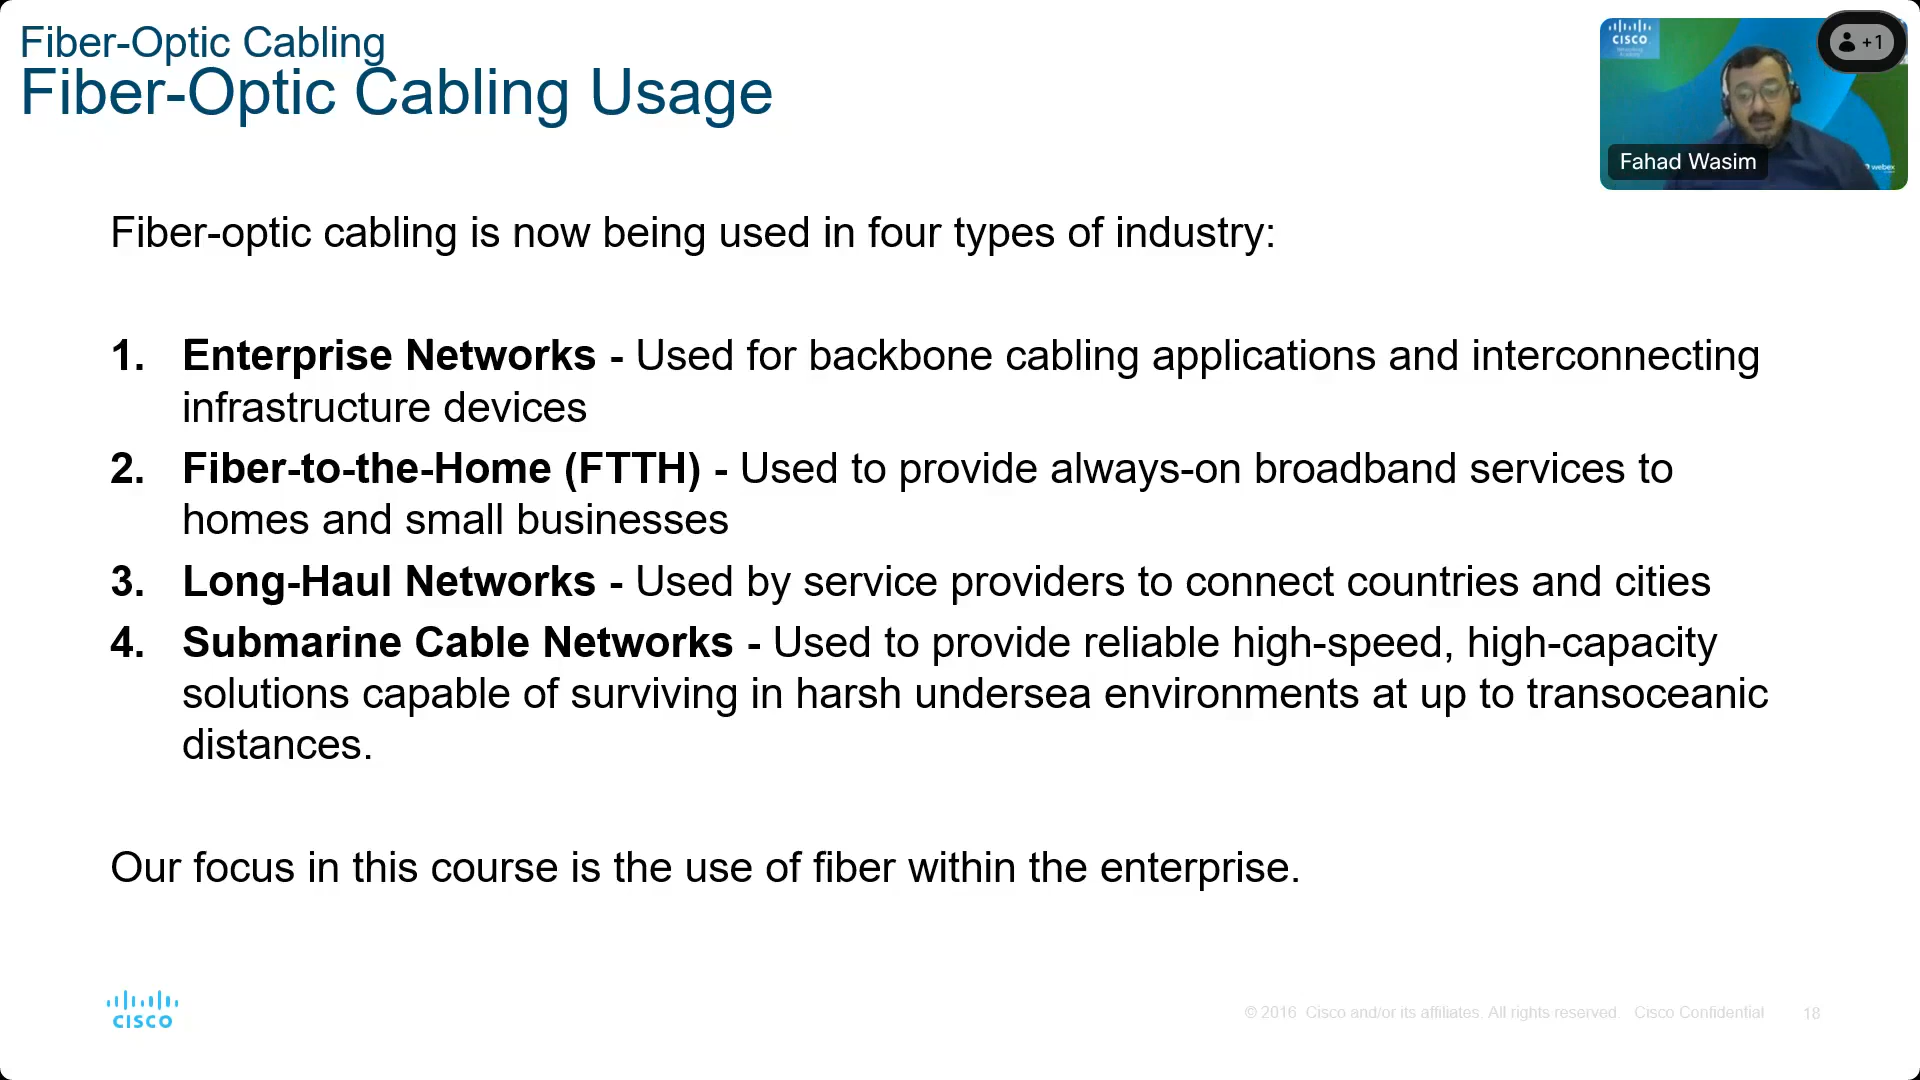 Fiber-Optic Cabling
Fiber-Optic Cabling Usage
CISCO
+1
Fahad Wasim
webex
Fiber-optic cabling is now being used in four types of industry:
1. Enterprise Networks - Used for backbone cabling applications and interconnecting
infrastructure devices
2. Fiber-to-the-Home (FTTH) - Used to provide always-on broadband services to
homes and small businesses
3. Long-Haul Networks - Used by service providers to connect countries and cities
4. Submarine Cable Networks - Used to provide reliable high-speed, high-capacity
solutions capable of surviving in harsh undersea environments at up to transoceanic
distances.
Our focus in this course is the use of fiber within the enterprise.
CISCO
© 2016 Cisco and/or its affiliates. All rights reserved. Cisco Confidential 18